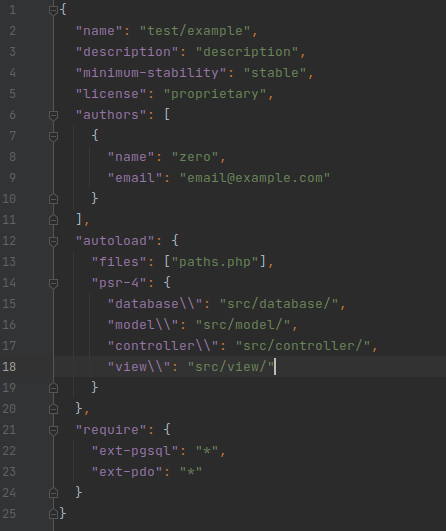 1 {
2 "name": "test/example",
3 "description": "description",
4 "minimum-stability": "stable",
5 "license": "proprietary",
6 "authors": [
7 {
8 "name": "zero",
9 "email": "email@example.com"
10 }
11 ],
12 "autoload": {
13 "files": ["paths.php"],
14 "psr-4": {
15 "database\\": "src/database/",
16 "model\\": "src/model/",
17 "controller\\": "src/controller/",
18 "view\\": "src/view/"
19 }
20 },
21 "require": {
22 "ext-pgsql": "*",
23 "ext-pdo": "*"
24 }
25 }